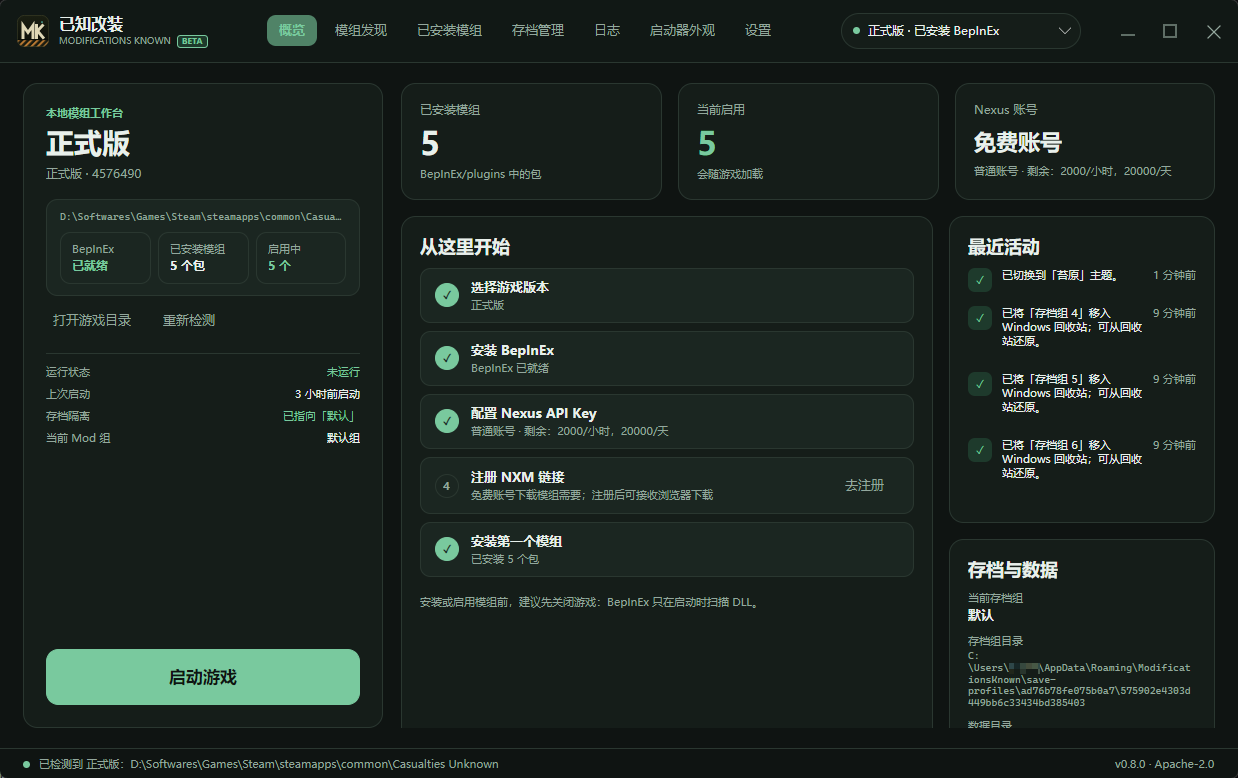 MK
已知改装
MODIFICATIONS KNOWN BETA
概览
模组发现
已安装模组
存档管理
日志
启动器外观
设置
正式版 · 已安装 BepInEx
本地模组工作台
正式版
正式版 · 4576490
D:\Softwares\Games\Steam\steamapps\common\Casua…
BepInEx
已就绪
已安装模组
5 个包
启用中
5 个
打开游戏目录
重新检测
运行状态 未运行
上次启动 3 小时前启动
存档隔离 已指向「默认」
当前 Mod 组 默认组
启动游戏
已安装模组
5
BepInEx/plugins 中的包
当前启用
5
会随游戏加载
Nexus 账号
免费账号
普通账号 · 剩余：2000/小时，20000/天
从这里开始
✓ 选择游戏版本
正式版
✓ 安装 BepInEx
BepInEx 已就绪
✓ 配置 Nexus API Key
普通账号 · 剩余：2000/小时，20000/天
4 注册 NXM 链接
免费账号下载模组需要；注册后可接收浏览器下载
去注册
✓ 安装第一个模组
已安装 5 个包
安装或启用模组前，建议先关闭游戏：BepInEx 只在启动时扫描 DLL。
最近活动
✓ 已切换到「苔原」主题。 1 分钟前
✓ 已将「存档组 4」移入 9 分钟前
Windows 回收站；可从回收
站还原。
✓ 已将「存档组 5」移入 9 分钟前
Windows 回收站；可从回收
站还原。
✓ 已将「存档组 6」移入 9 分钟前
Windows 回收站；可从回收
站还原。
存档与数据
当前存档组
默认
存档组目录
C:
\Users\ \AppData\Roaming\Modificat
ionsKnown\save-
profiles\ad76b78fe075b0a7\575902e4303d
449bb6c33434bd385403
数据目录
已检测到 正式版：D:\Softwares\Games\Steam\steamapps\common\Casualties Unknown
v0.8.0 · Apache-2.0